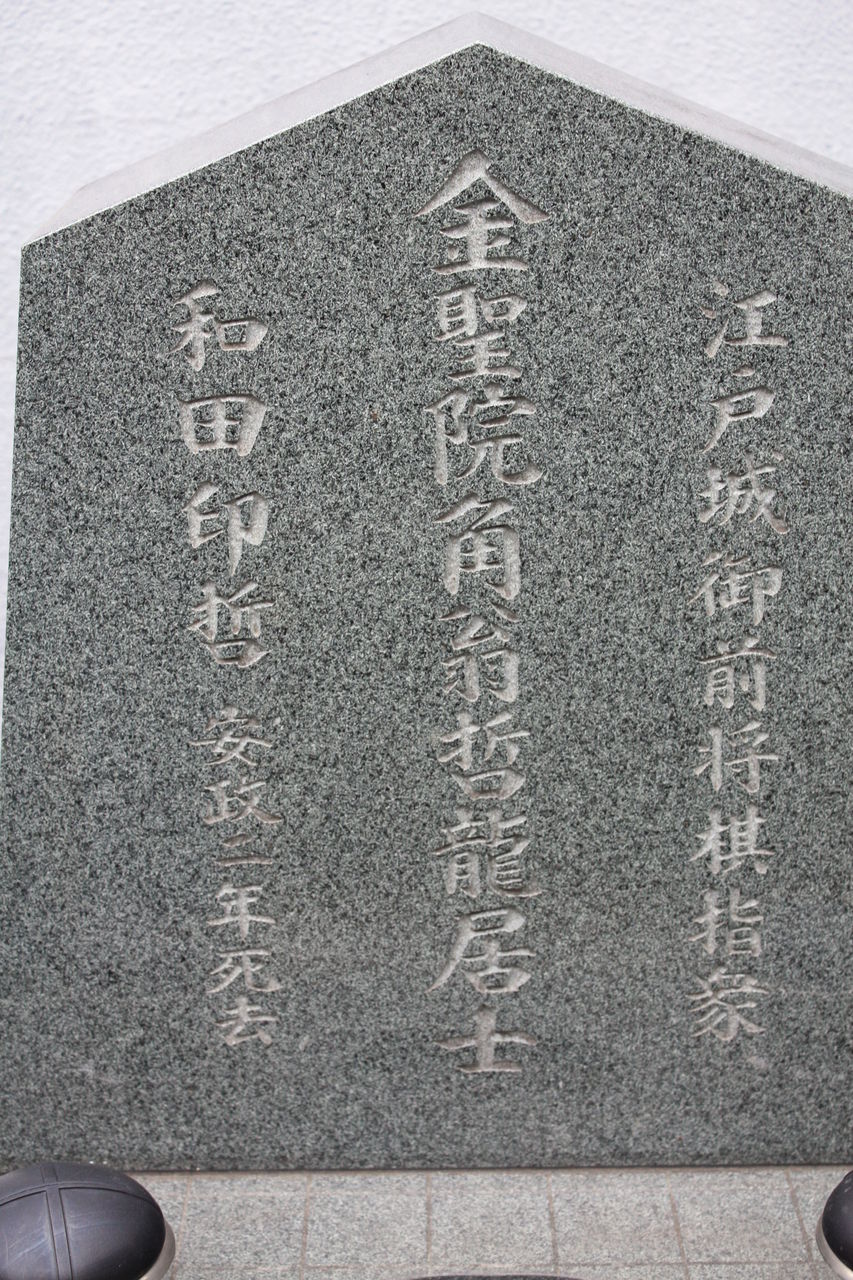 江戸城御前将棋指衆
金聖院角翁哲龍居士
和田印哲 安政二年死去